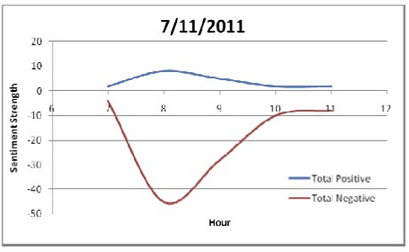 7/11/2011
20
10
0
-10
-20
-30
-40
-50
6 7 8 9 10 11 12
Santiment Strength
Total Positive
Total Negative
Hour